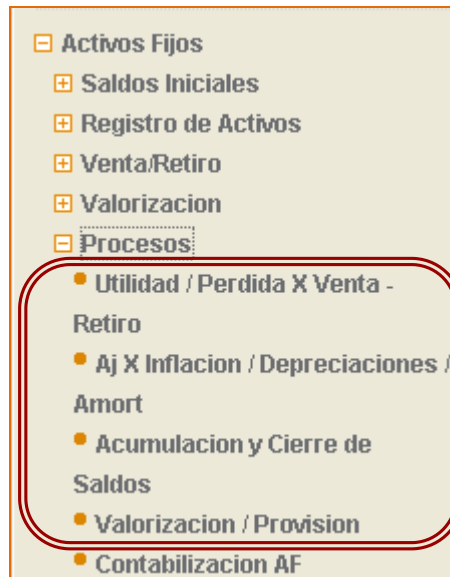 Activos Fijos
Saldos Iniciales
Registro de Activos
Venta/Retiro
Valorizacion
Procesos
Utilidad / Perdida X Venta -
Retiro
Aj X Inflacion / Depreciaciones /
Amort
Acumulacion y Cierre de
Saldos
Valorizacion / Provision
Contabilizacion AF